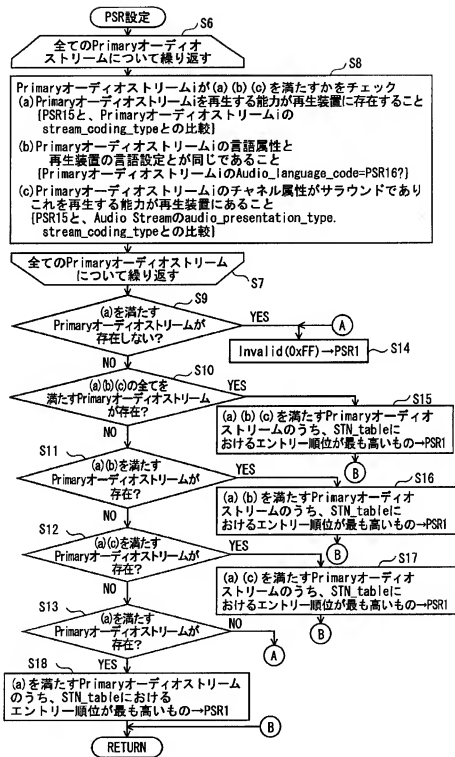 PSR設定
S6
全てのPrimaryオーディオ
ストリームについて繰り返す
S8
Primaryオーディオストリームiが(a)(b)(c)を満たすかをチェック
(a)Primaryオーディオストリームiを再生する能力が再生装置に存在すること
{PSR15と、Primaryオーディオストリームiの
stream_coding_typeとの比較}
(b)Primaryオーディオストリームiの言語属性と
再生装置の言語設定とが同じであること
{PrimaryオーディオストリームiのAudio_language_code=PSR16?}
(c)Primaryオーディオストリームiのチャネル属性がサラウンドであり
これを再生する能力が再生装置にあること
{PSR15と、Audio Streamのaudio_presentation_type.
stream_coding_typeとの比較}
全てのPrimaryオーディオストリーム
について繰り返す
S7
S9
(a)を満たす
Primaryオーディオストリームが
存在しない?
YES
A
Invalid(0xFF)→PSR1
S14
NO
S10
(a)(b)(c)の全てを
満たすPrimaryオーディオストリーム
が存在?
YES
S15
(a)(b)(c)を満たすPrimaryオーディオ
ストリームのうち、STN_tableに
おけるエントリー順位が最も高いもの→PSR1
B
NO
S11
(a)(b)を満たす
Primaryオーディオストリームが
存在?
YES
S16
(a)(b)を満たすPrimaryオーディオ
ストリームのうち、STN_tableに
おけるエントリー順位が最も高いもの→PSR1
B
NO
S12
(a)(c)を満たす
Primaryオーディオストリームが
存在?
YES
S17
(a)(c)を満たすPrimaryオーディオ
ストリームのうち、STN_tableに
おけるエントリー順位が最も高いもの→PSR1
B
NO
S13
(a)を満たす
Primaryオーディオストリームが
存在?
NO
A
YES
S18
(a)を満たすPrimaryオーディオストリーム
のうち、STN_tableにおける
エントリー順位が最も高いもの→PSR1
B
RETURN